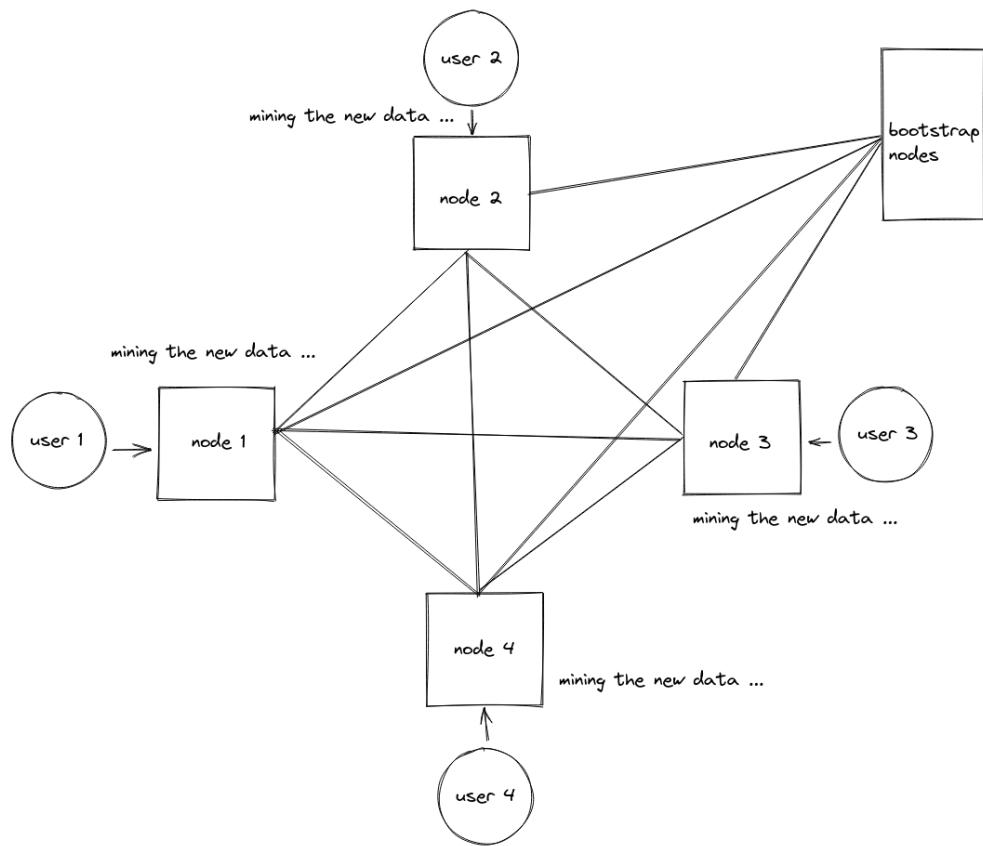 user 2
mining the new data ...
bootstrap
nodes
node 2
mining the new data ...
user 1
node 1
node 3
user 3
mining the new data ...
node 4
mining the new data ...
user 4